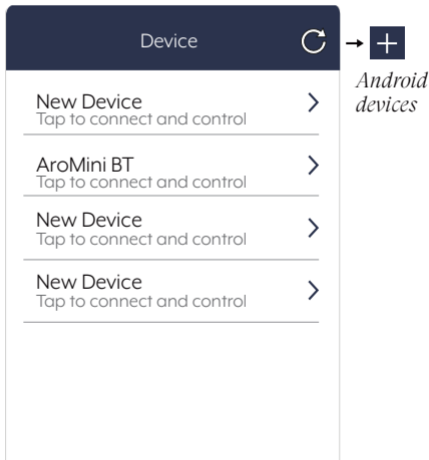 Device
Android
devices
New Device
Tap to connect and control
AroMini BT
Tap to connect and control
New Device
Tap to connect and control
New Device
Tap to connect and control